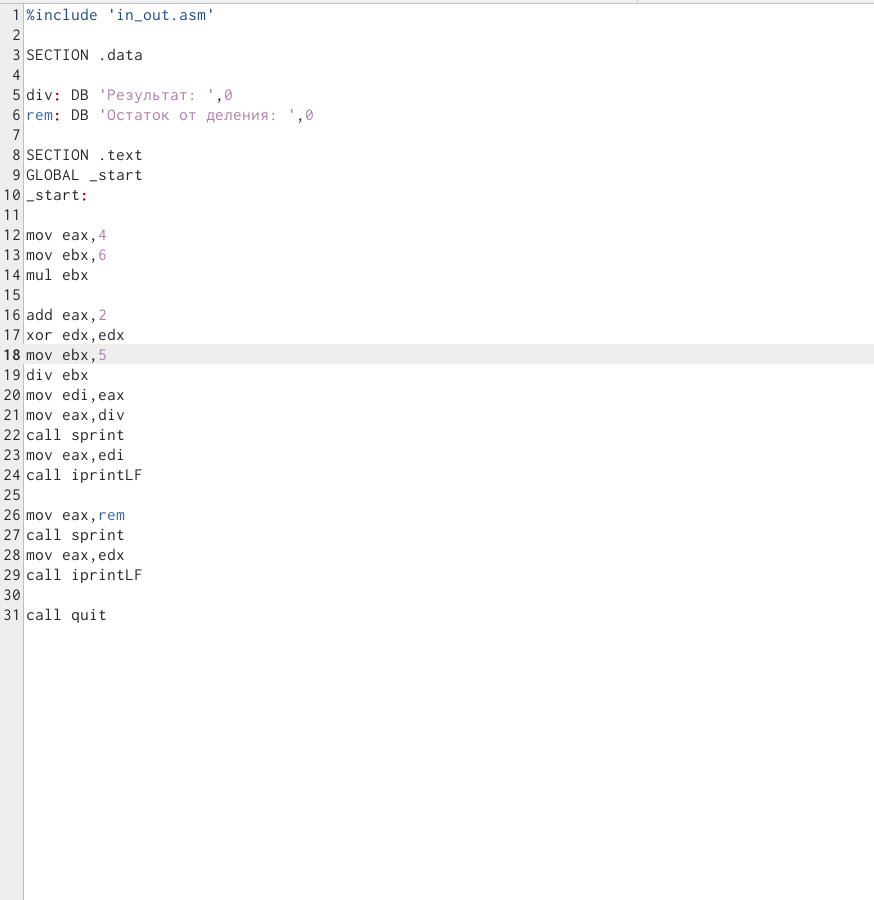 1 %include 'in_out.asm'
2
3 SECTION .data
4
5 div: DB 'Результат: ',0
6 rem: DB 'Остаток от деления: ',0
7
8 SECTION .text
9 GLOBAL _start
10 _start:
11
12 mov eax,4
13 mov ebx,6
14 mul ebx
15
16 add eax,2
17 xor edx,edx
18 mov ebx,5
19 div ebx
20 mov edi,eax
21 mov eax,div
22 call sprint
23 mov eax,edi
24 call iprintLF
25
26 mov eax,rem
27 call sprint
28 mov eax,edx
29 call iprintLF
30
31 call quit